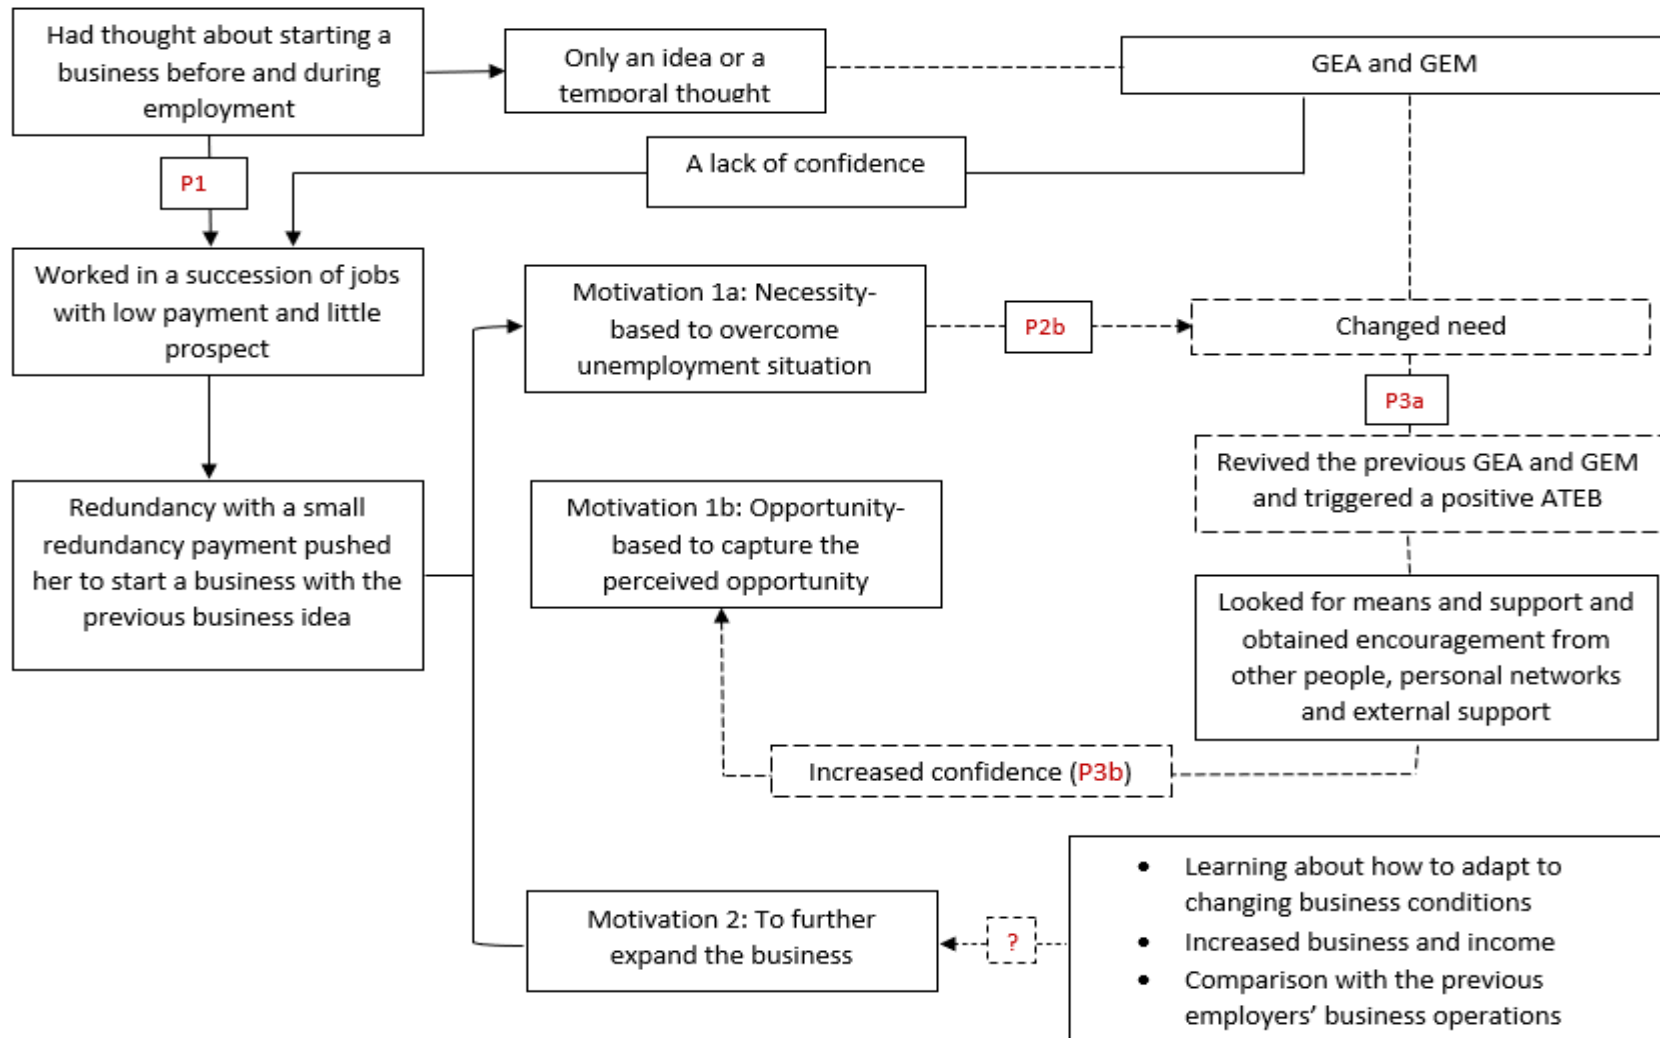 Had thought about starting a
business before and during
employment
Only an idea or a
temporal thought
GEA and GEM
P1
A lack of confidence
Worked in a succession of jobs
with low payment and little
prospect
Motivation 1a: Necessity-
based to overcome
unemployment situation
P2b
Changed need
P3a
Revived the previous GEA and GEM
and triggered a positive ATEB
Redundancy with a small
redundancy payment pushed
her to start a business with the
previous business idea
Motivation 1b: Opportunity-
based to capture the
perceived opportunity
Looked for means and support and
obtained encouragement from
other people, personal networks
and external support
Increased confidence (P3b)
Motivation 2: To further
expand the business
?
• Learning about how to adapt to
changing business conditions
• Increased business and income
• Comparison with the previous
employers’ business operations